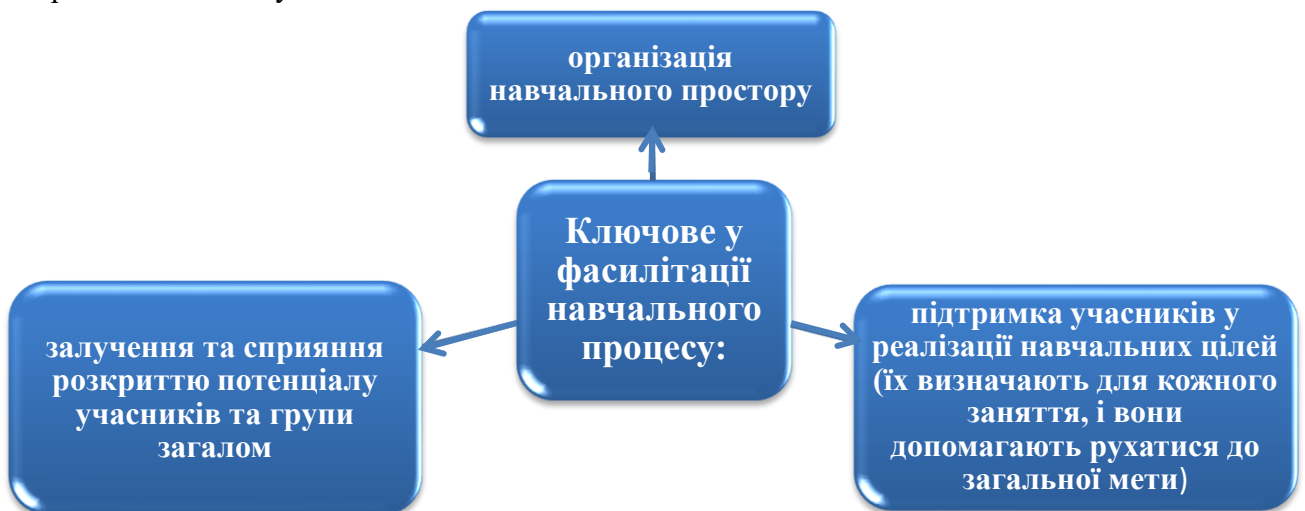 організація
навчального простору
Ключове у
фасилітації
навчального
процесу:
залучення та сприяння
розкриттю потенціалу
учасників та групи
загалом
підтримка учасників у
реалізації навчальних цілей
(їх визначають для кожного
заняття, і вони
допомагають рухатися до
загальної мети)